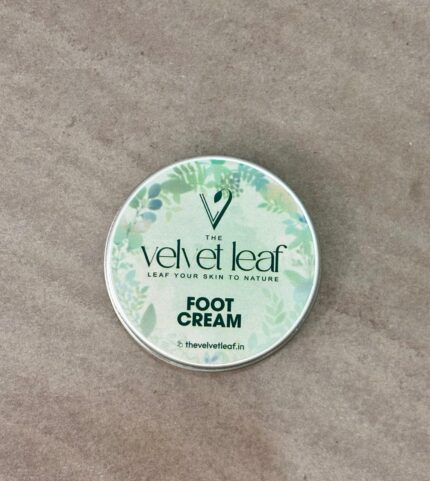 THE
velvet leaf
LEAF YOUR SKIN TO NATURE
FOOT
CREAM
thevelvetleaf.in